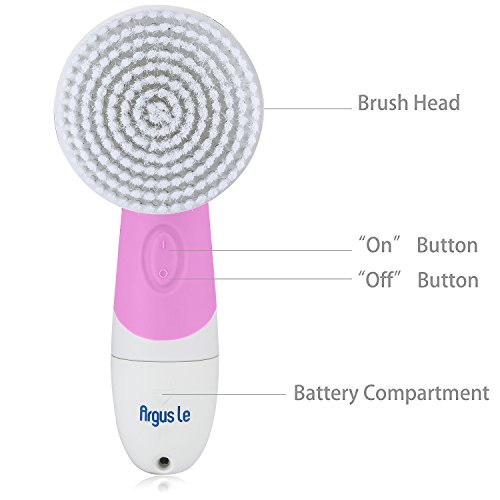 Brush Head
“On” Button
“Off” Button
Battery Compartment
Argus Le